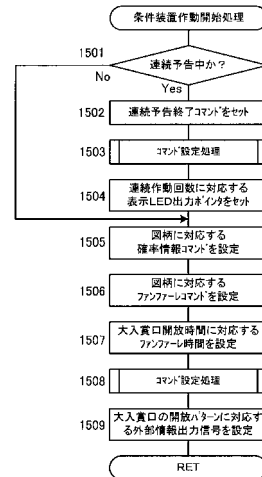 条件装置作動開始処理
1501
連続予告中か?
No
Yes
1502
連続予告終了コマンドをセット
1503
コマンド設定処理
1504
連続作動回数に対応する
表示LED出力ポインタをセット
1505
図柄に対応する
確率情報コマンドを設定
1506
図柄に対応する
ファンファーレコマンドを設定
1507
大入賞口開放時間に対応する
ファンファーレ時間を設定
1508
コマンド設定処理
1509
大入賞口の開放パターンに対応す
る外部情報出力信号を設定
RET